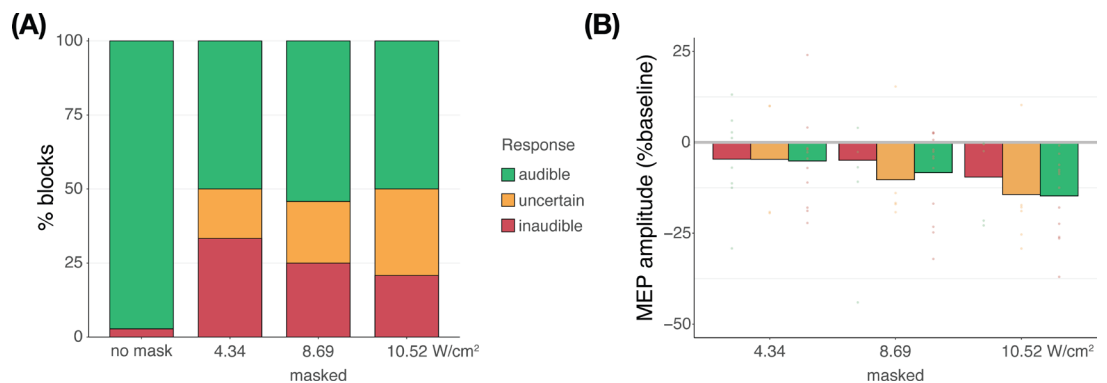 (A)
% blocks
100
75
50
25
0
no mask
4.34
8.69
10.52 W/cm²
masked
Response
audible
uncertain
inaudible
(B)
MEP amplitude (%baseline)
25
0
−25
−50
4.34
8.69
10.52 W/cm²
masked